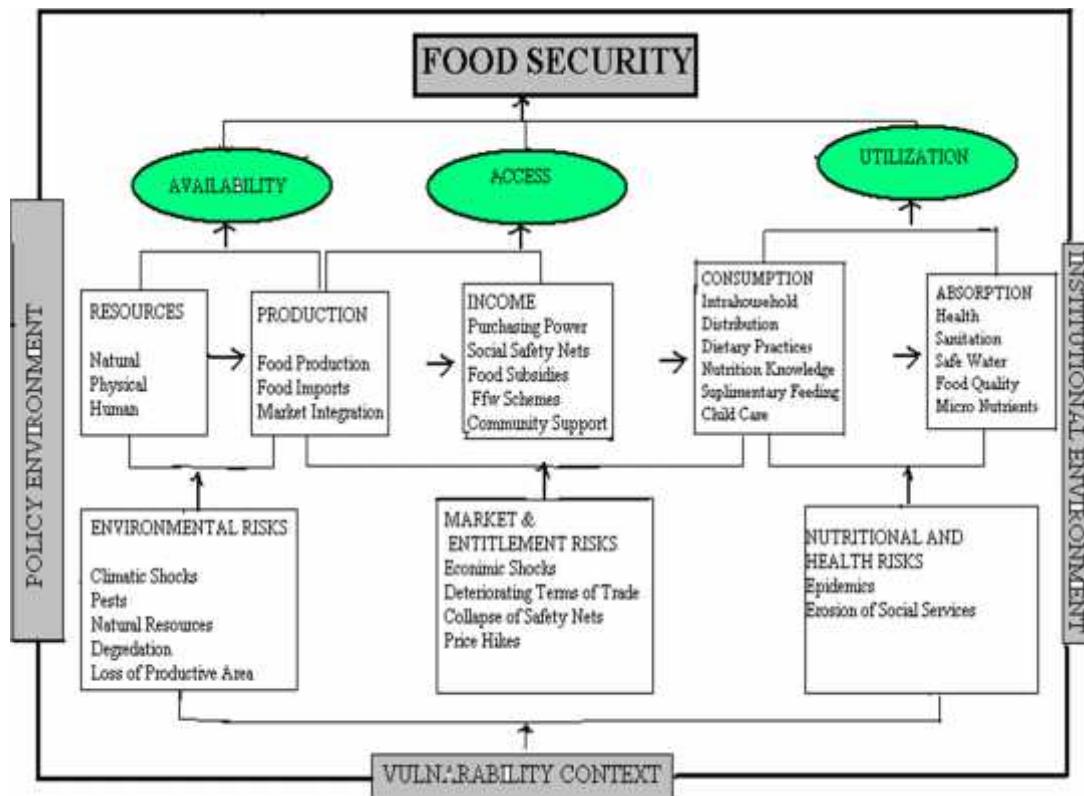 FOOD SECURITY
AVAILABILITY
ACCESS
UTILIZATION
POLICY ENVIRONMENT
INSTITUTIONAL ENVIRONMENT
RESOURCES
Natural
Physical
Human
PRODUCTION
Food Production
Food Imports
Market Integration
INCOME
Purchasing Power
Social Safety Nets
Food Subsidies
Ffw Schemes
Community Support
CONSUMPTION
Intrahousehold
Distribution
Dietary Practices
Nutrition Knowledge
Suplimentary Feeding
Child Care
ABSORPTION
Health
Sanitation
Safe Water
Food Quality
Micro Nutrients
ENVIRONMENTAL RISKS
Climatic Shocks
Pests
Natural Resources
Degredation
Loss of Productive Area
MARKET &
ENTITLEMENT RISKS
Econimic Shocks
Deteriorating Terms of Trade
Collapse of Safety Nets
Price Hikes
NUTRITIONAL AND
HEALTH RISKS
Epidemics
Erosion of Social Services
VULNARABILITY CONTEXT